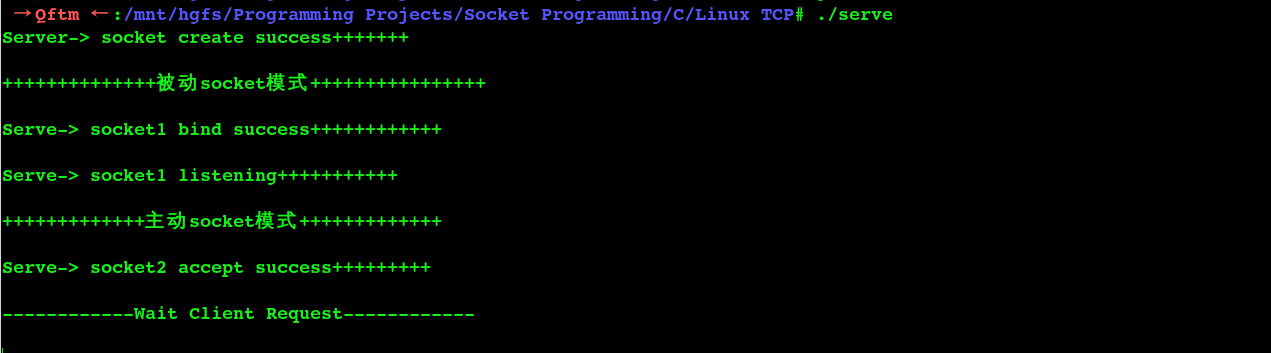 →Qftm ←:/mnt/hgfs/Programming Projects/Socket Programming/C/Linux TCP# ./serve
Server-> socket create success+++++++
++++++++++++++被动socket模式++++++++++++++++
Serve-> socket1 bind success++++++++++++
Serve-> socket1 listening+++++++++++
+++++++++++++主动socket模式+++++++++++++
Serve-> socket2 accept success+++++++++
------------Wait Client Request------------